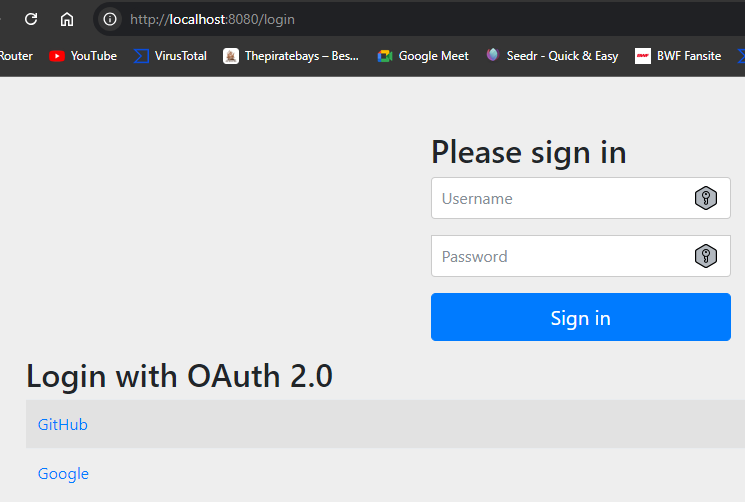 http://localhost:8080/login
Router YouTube VirusTotal Thepiratebays – Bes... Google Meet Seedr - Quick & Easy BWF Fansite
Please sign in
Username
Password
Sign in
Login with OAuth 2.0
GitHub
Google